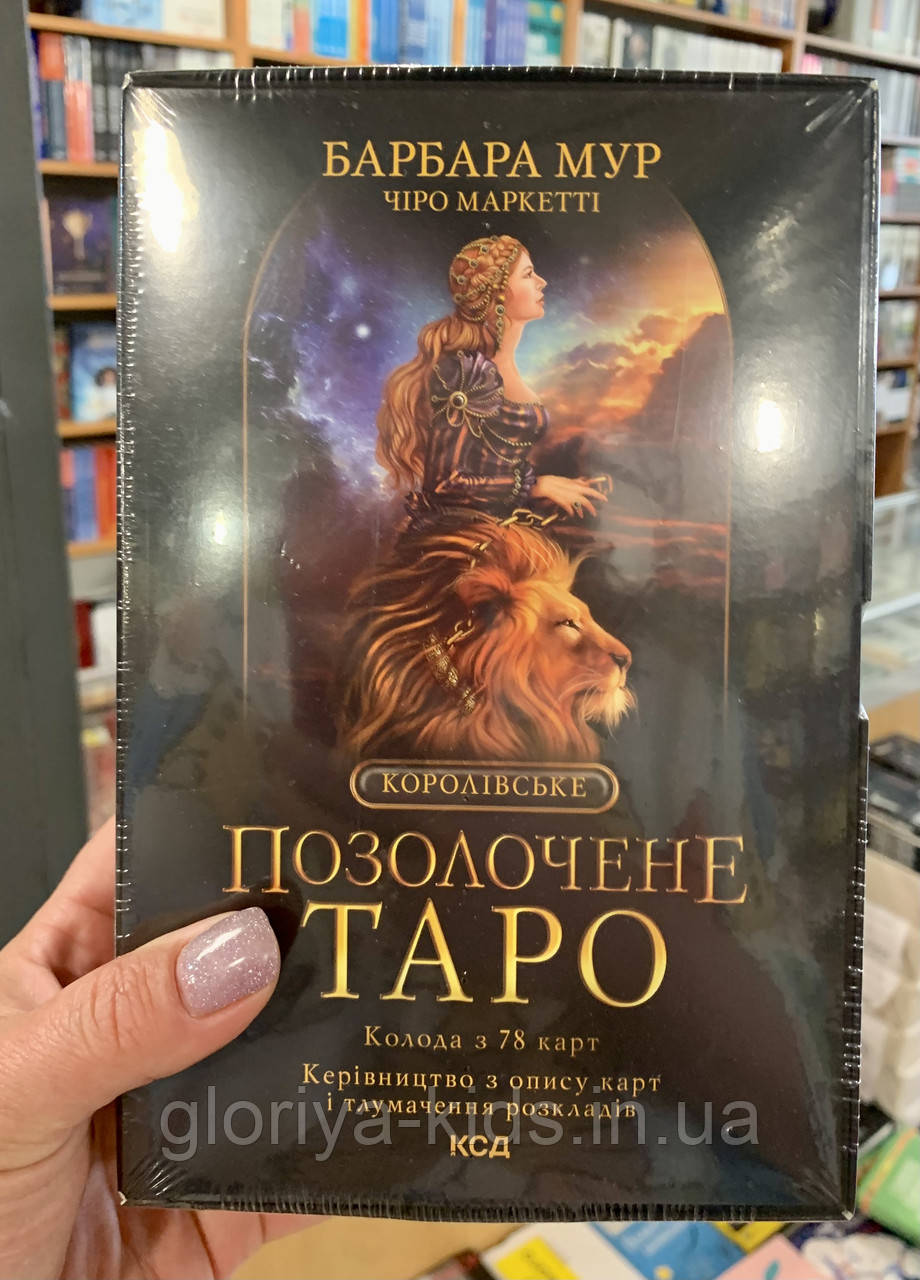 БАРБАРА МУР
ЧІРО МАРКЕТТІ
КОРОЛІВСЬКЕ
ПОЗОЛОЧЕНЕ
ТАРО
Колода з 78 карт
Керівництво з опису карт
і тлумачення розкладів
gloriya-kids.in.ua
КСД